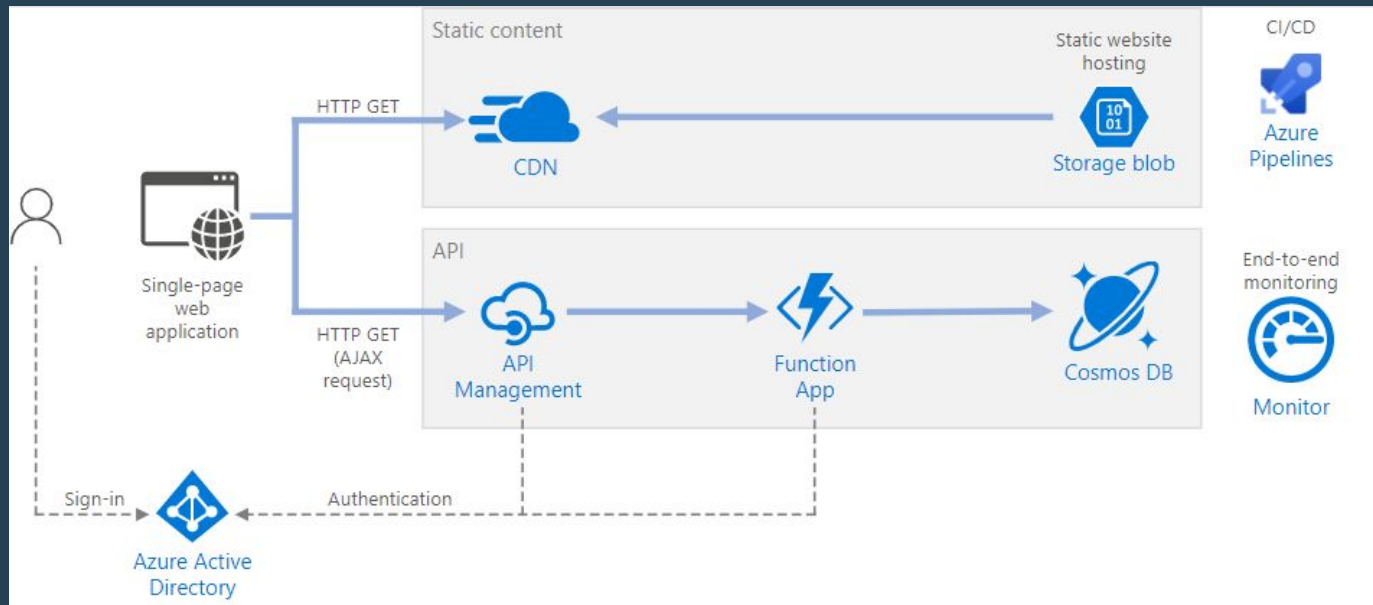 Static content
Static website
hosting
CI/CD
HTTP GET
CDN
10
01
Storage blob
Azure
Pipelines
Single-page
web
application
API
HTTP GET
(AJAX
request)
API
Management
Function
App
Cosmos DB
End-to-end
monitoring
Monitor
Sign-in
Authentication
Azure Active
Directory